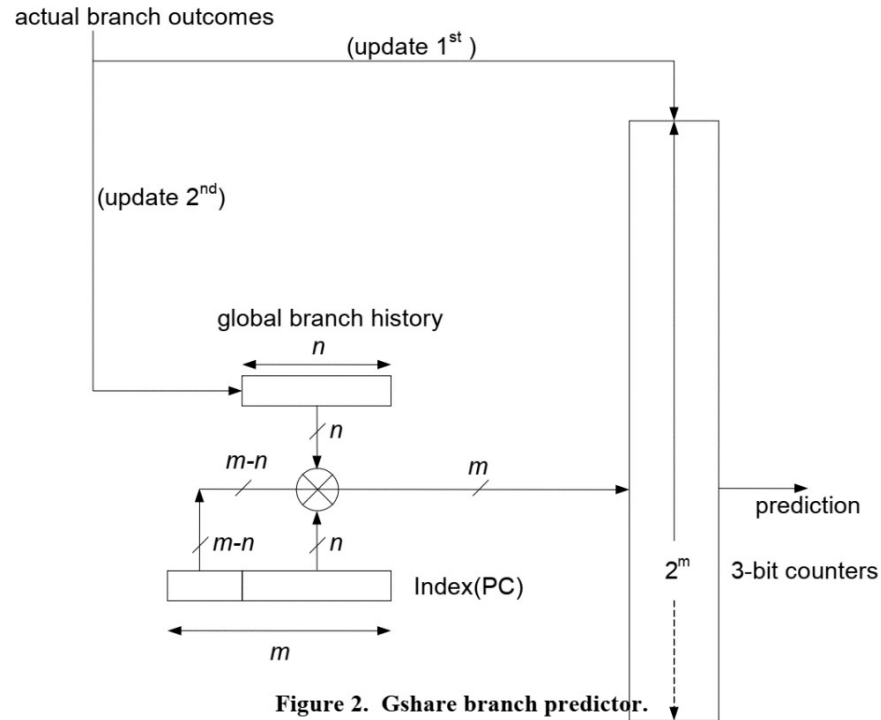 actual branch outcomes
(update 1st )
(update 2nd)
global branch history
n
n
m-n
m
prediction
m-n
n
2m
3-bit counters
Index(PC)
m
Figure 2. Gshare branch predictor.